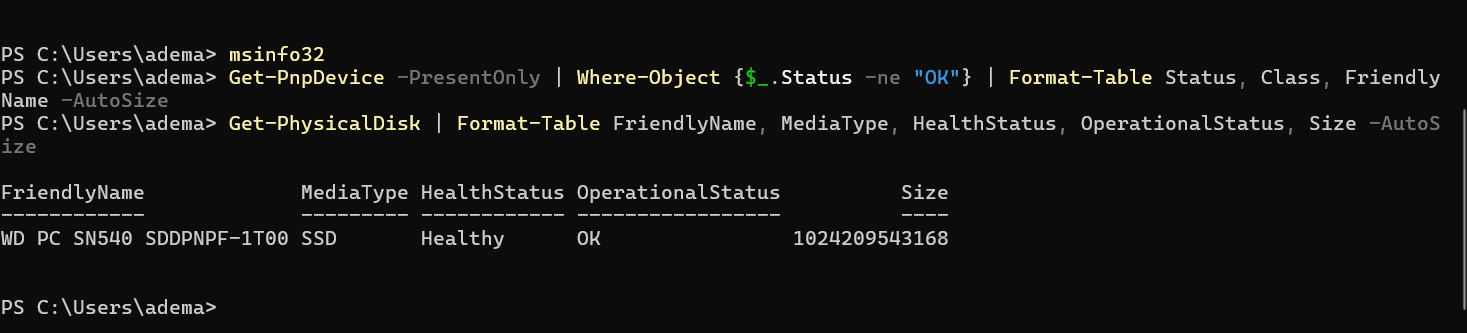 PS C:\Users\adema> msinfo32
PS C:\Users\adema> Get-PnpDevice -PresentOnly | Where-Object {$_.Status -ne "OK"} | Format-Table Status, Class, Friendly
Name -AutoSize
PS C:\Users\adema> Get-PhysicalDisk | Format-Table FriendlyName, MediaType, HealthStatus, OperationalStatus, Size -AutoS
ize
FriendlyName             MediaType HealthStatus OperationalStatus          Size
------------             --------- ------------ -----------------          ----
WD PC SN540 SDDPNPF-1T00 SSD       Healthy      OK                1024209543168
PS C:\Users\adema>